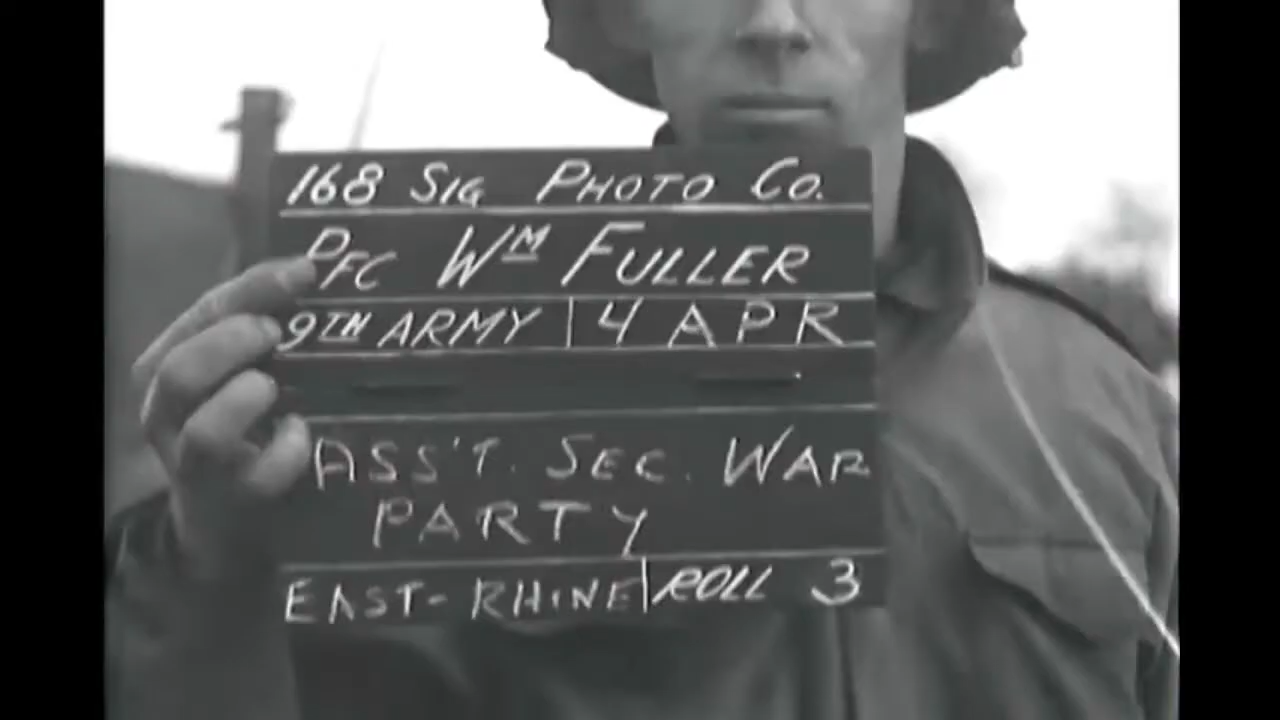 168 SIG PHOTO CO.
PFC WM FULLER
9TH ARMY | 4 APR
ASS'T. SEC. WAR
PARTY
EAST-RHINE | ROLL 3